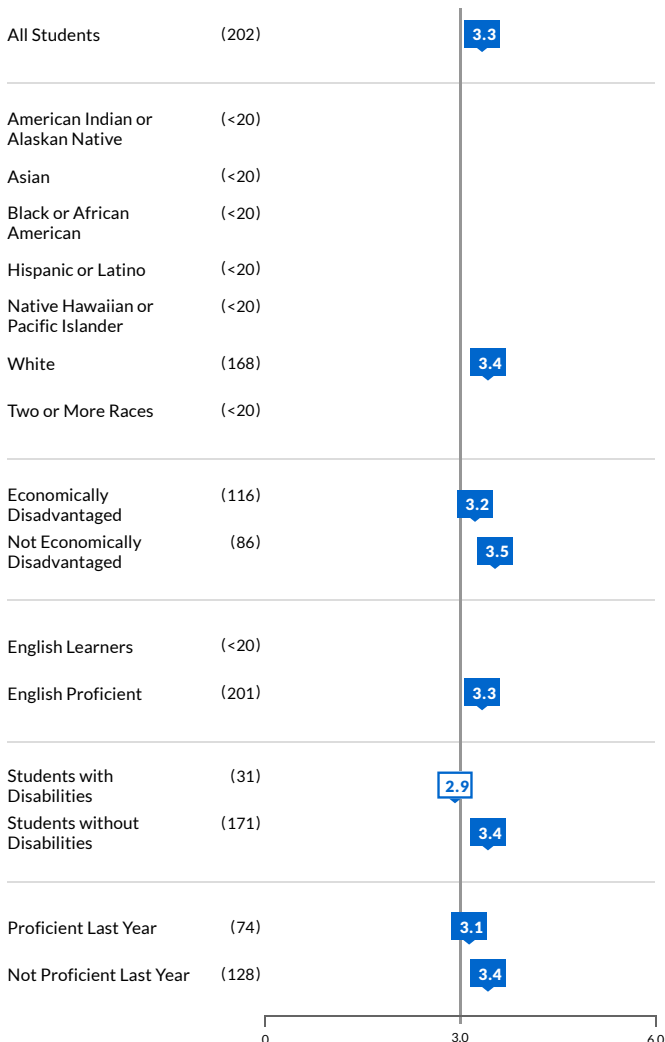 All Students (202) 3.3
American Indian or (<20)
Alaskan Native
Asian (<20)
Black or African (<20)
American
Hispanic or Latino (<20)
Native Hawaiian or (<20)
Pacific Islander
White (168) 3.4
Two or More Races (<20)
Economically (116) 3.2
Disadvantaged
Not Economically (86) 3.5
Disadvantaged
English Learners (<20)
English Proficient (201) 3.3
Students with (31) 2.9
Disabilities
Students without (171) 3.4
Disabilities
Proficient Last Year (74) 3.1
Not Proficient Last Year (128) 3.4
0 3.0 6.0